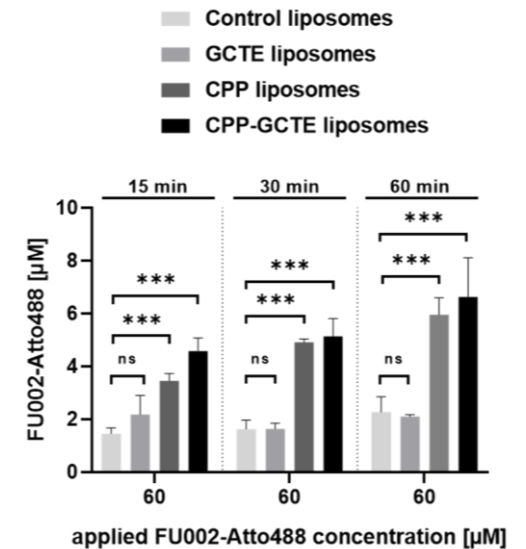 Control liposomes
GCTE liposomes
CPP liposomes
CPP-GCTE liposomes
15 min 30 min 60 min
FU002-Atto488 [µM]
10
8
6
4
2
0
***
***
ns
***
***
ns
***
***
ns
60 60 60
applied FU002-Atto488 concentration [µM]